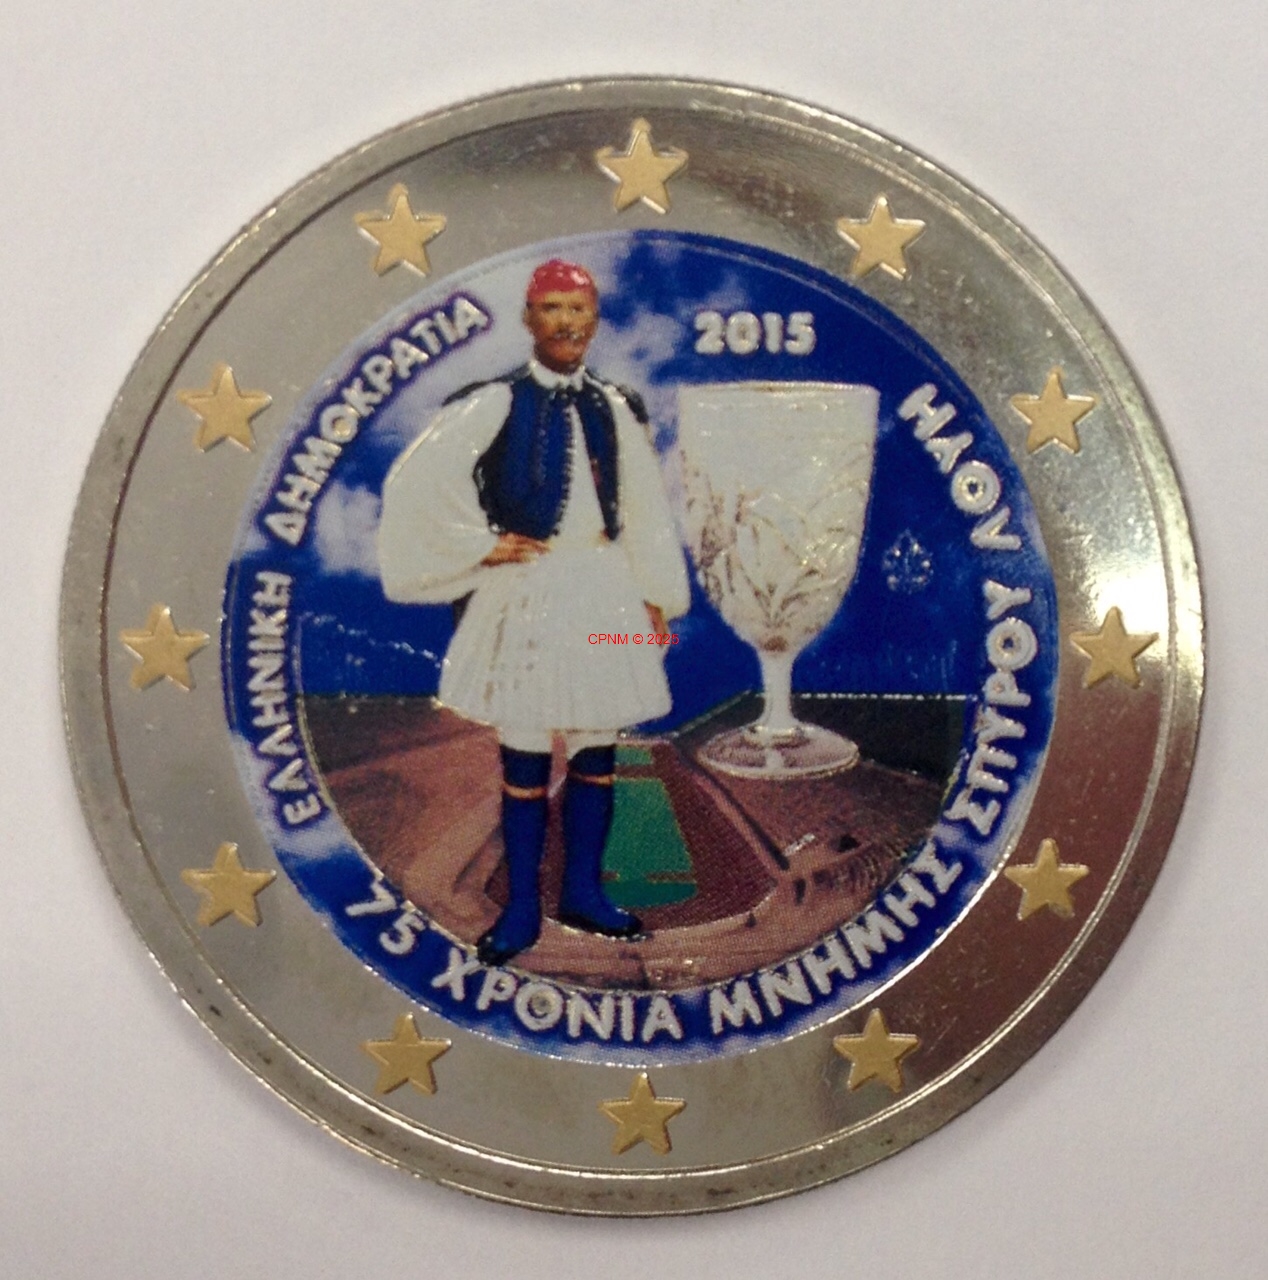 ΕΛΛΗΝΙΚΗ ΔΗΜΟΚΡΑΤΙΑ
2015
75 ΧΡΟΝΙΑ ΜΝΗΜΗΣ ΣΠΥΡΟΥ ΛΟΥΗ
CPNM © 2025